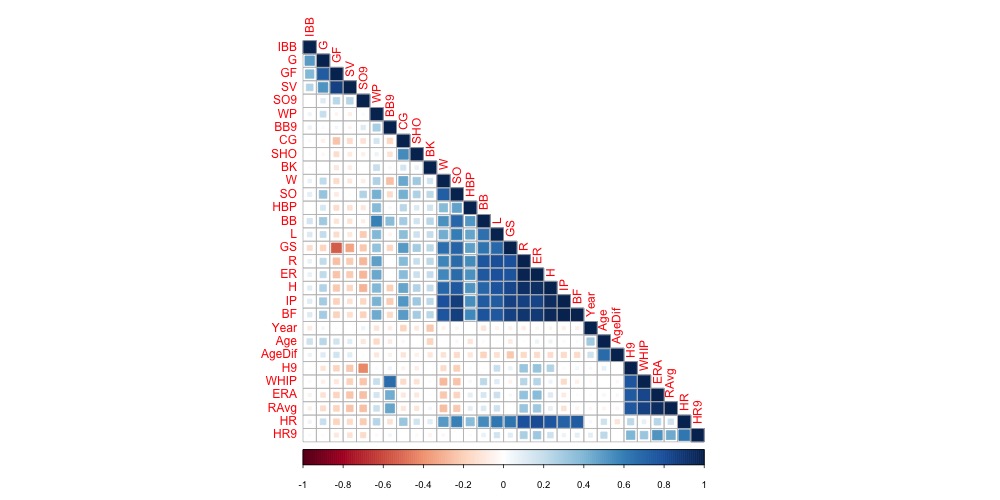 IBB
IBB
G
G
GF
GF
SV
SV
SO9
SO9
WP
WP
BB9
BB9
CG
CG
SHO
SHO
BK
BK
W
W
SO
SO
HBP
HBP
BB
BB
L
L
GS
GS
R
R
ER
ER
H
H
IP
IP
BF
BF
Year
Year
Age
Age
AgeDif
AgeDif
H9
H9
WHIP
WHIP
ERA
ERA
RAvg
RAvg
HR
HR
HR9
HR9
-1 -0.8 -0.6 -0.4 -0.2 0 0.2 0.4 0.6 0.8 1